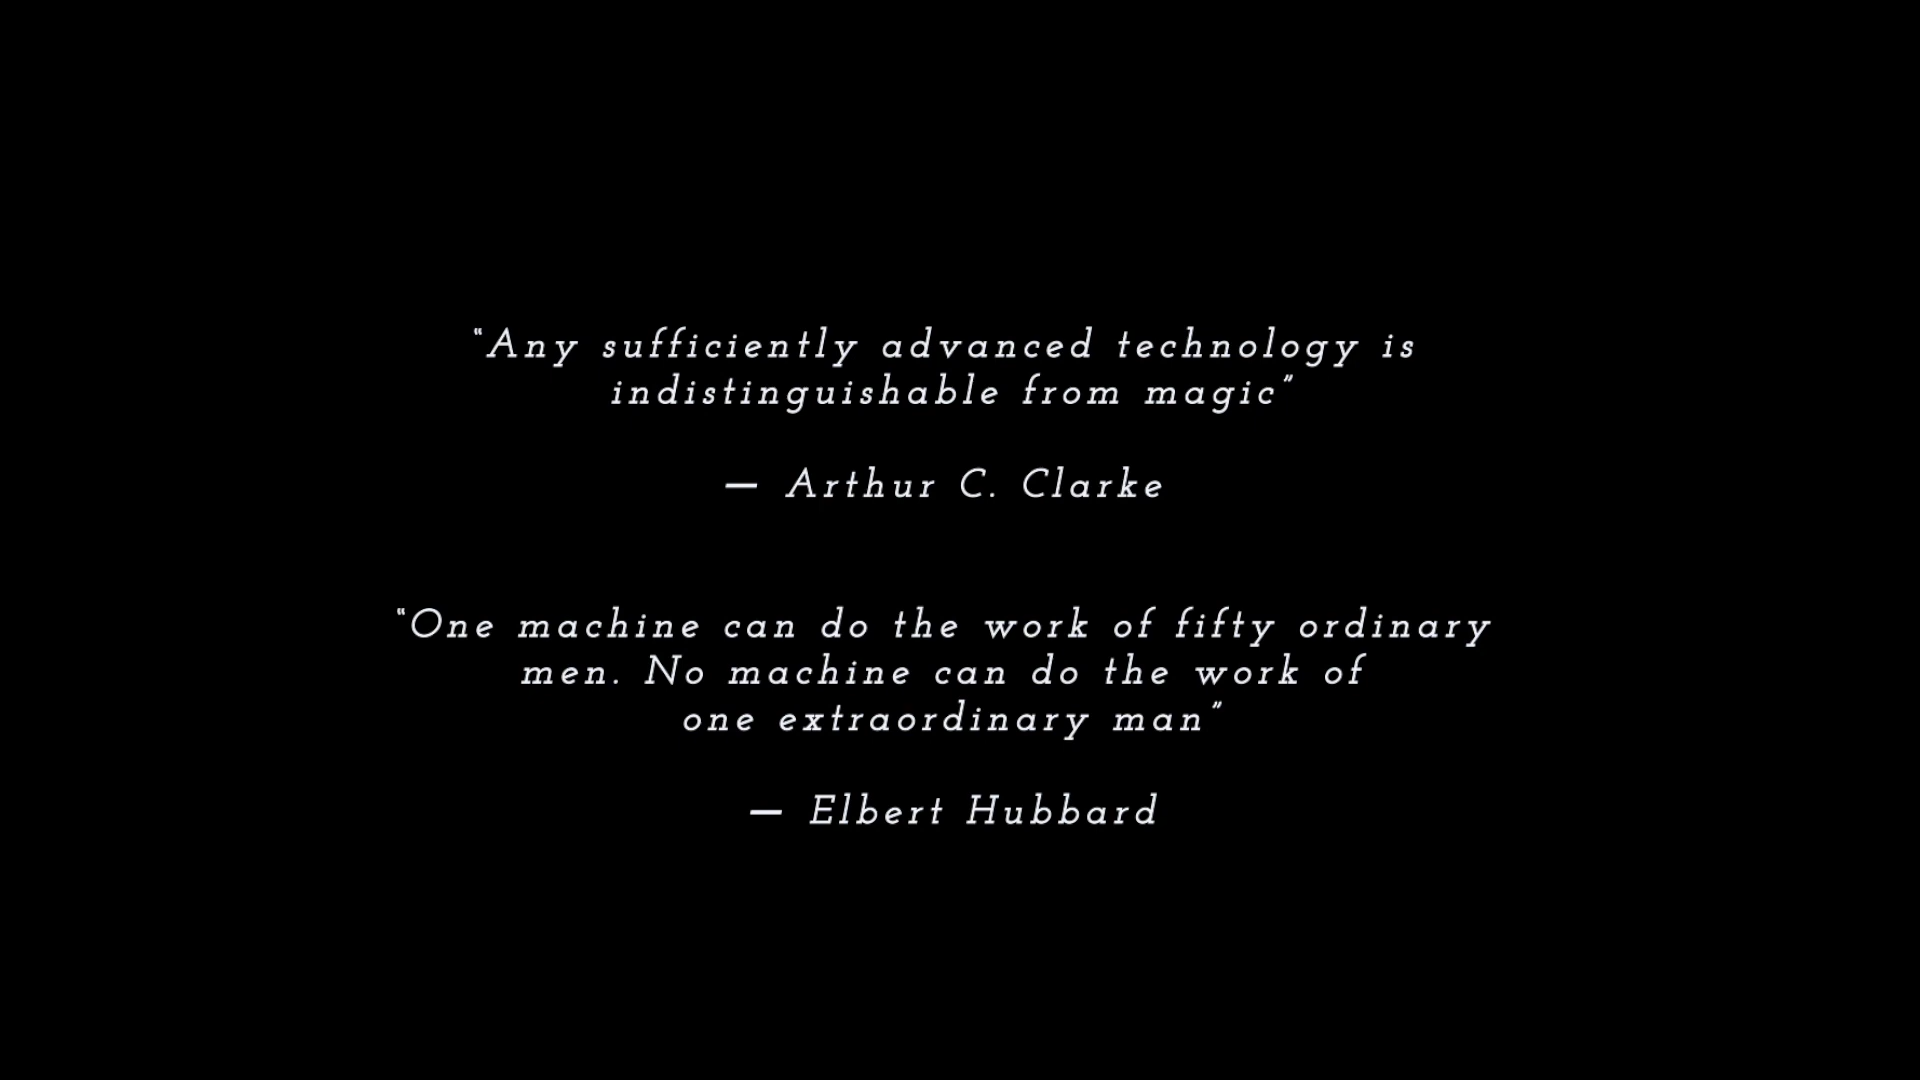 “Any sufficiently advanced technology is
indistinguishable from magic”
— Arthur C. Clarke
“One machine can do the work of fifty ordinary
men. No machine can do the work of
one extraordinary man”
— Elbert Hubbard